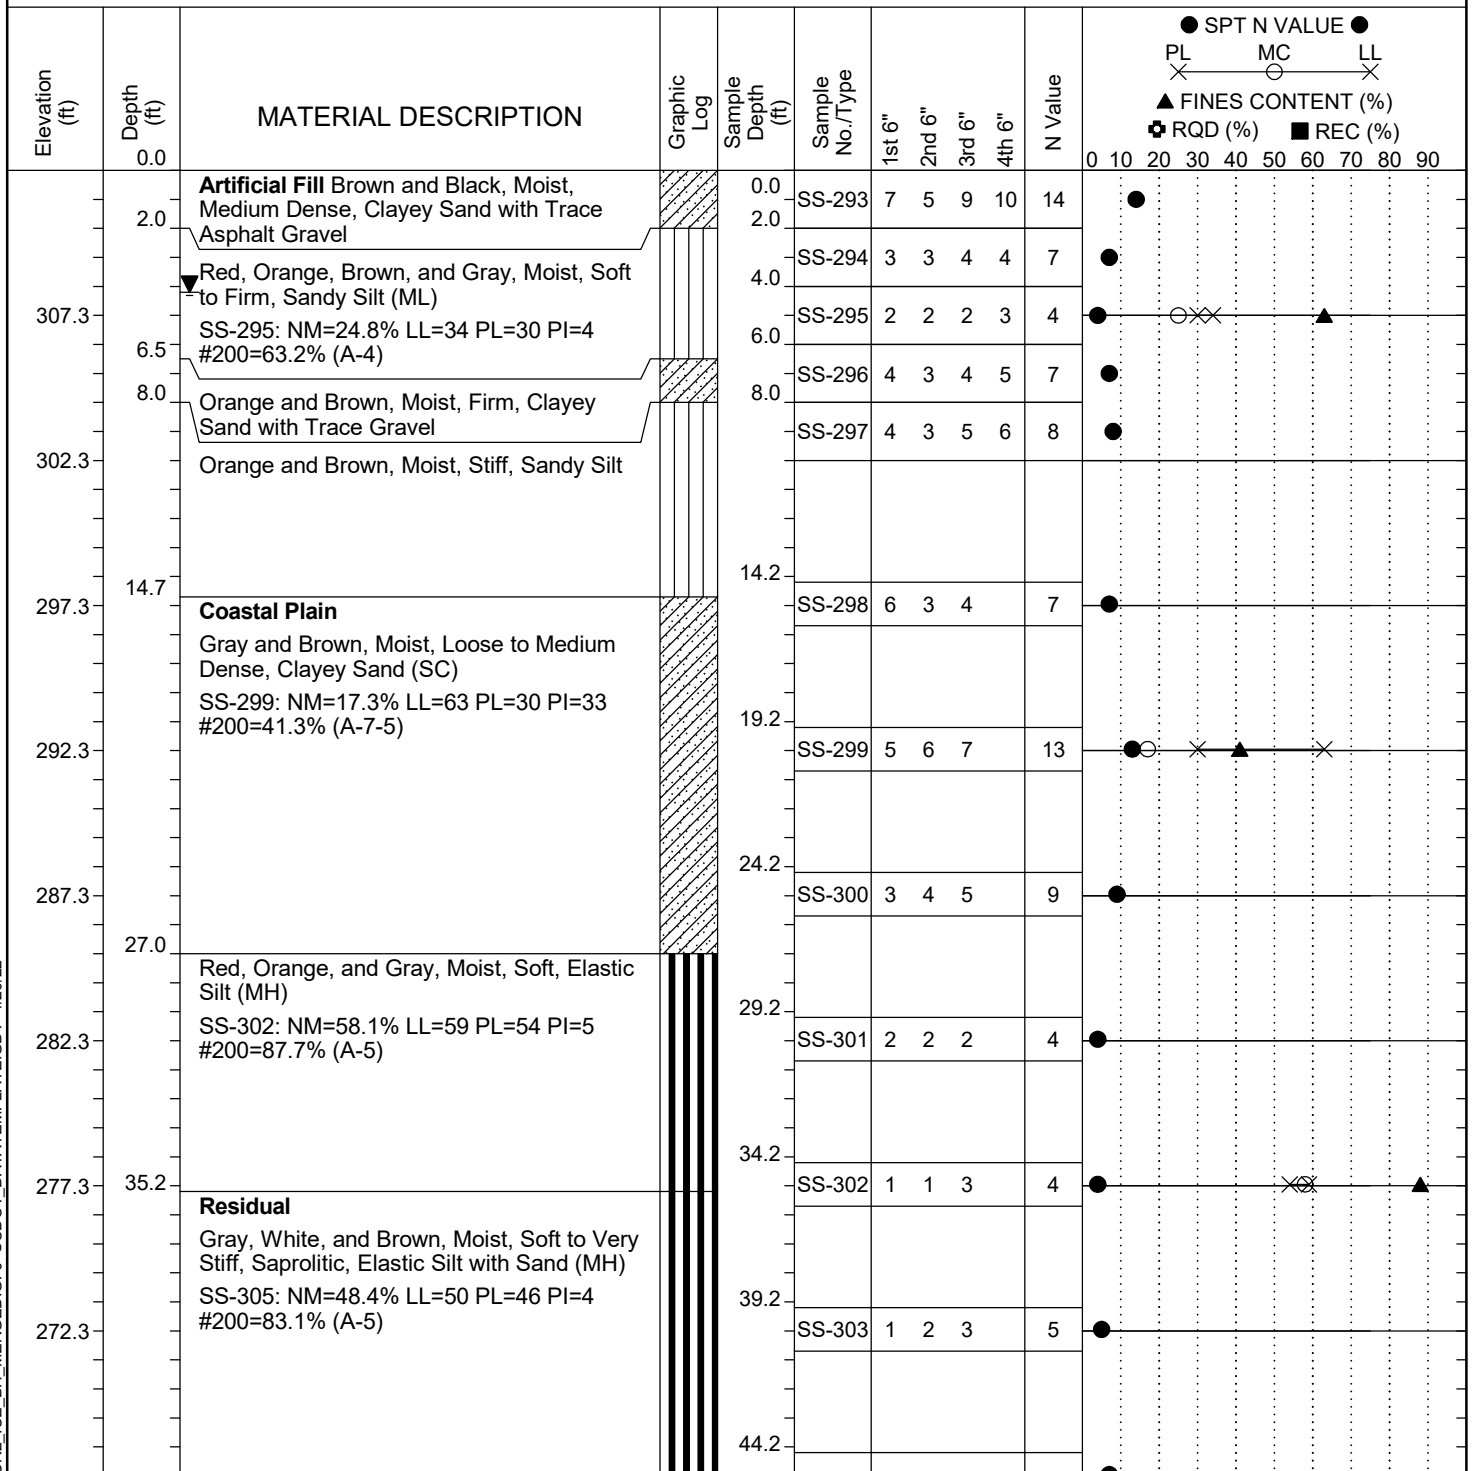 ● SPT N VALUE ●
PL MC LL
▲ FINES CONTENT (%)
RQD (%) ■ REC (%)
0 10 20 30 40 50 60 70 80 90
Elevation (ft)
Depth (ft)
0.0
MATERIAL DESCRIPTION
Graphic Log
Sample Depth (ft)
Sample No./Type
1st 6"
2nd 6"
3rd 6"
4th 6"
N Value
Artificial Fill Brown and Black, Moist,
Medium Dense, Clayey Sand with Trace
Asphalt Gravel
2.0
0.0
2.0
SS-293 7 5 9 10 14
Red, Orange, Brown, and Gray, Moist, Soft
to Firm, Sandy Silt (ML)
SS-295: NM=24.8% LL=34 PL=30 PI=4
#200=63.2% (A-4)
307.3
6.5
4.0
6.0
SS-294 3 3 4 4 7
SS-295 2 2 2 3 4
Orange and Brown, Moist, Firm, Clayey
Sand with Trace Gravel
8.0
8.0
SS-296 4 3 4 5 7
SS-297 4 3 5 6 8
302.3
Orange and Brown, Moist, Stiff, Sandy Silt
14.7
14.2
297.3
Coastal Plain
SS-298 6 3 4 7
Gray and Brown, Moist, Loose to Medium
Dense, Clayey Sand (SC)
SS-299: NM=17.3% LL=63 PL=30 PI=33
#200=41.3% (A-7-5)
19.2
292.3
SS-299 5 6 7 13
24.2
287.3
SS-300 3 4 5 9
27.0
Red, Orange, and Gray, Moist, Soft, Elastic
Silt (MH)
SS-302: NM=58.1% LL=59 PL=54 PI=5
#200=87.7% (A-5)
29.2
282.3
SS-301 2 2 2 4
34.2
277.3
35.2
SS-302 1 1 3 4
Residual
Gray, White, and Brown, Moist, Soft to Very
Stiff, Saprolitic, Elastic Silt with Sand (MH)
SS-305: NM=48.4% LL=50 PL=46 PI=4
#200=83.1% (A-5)
39.2
272.3
SS-303 1 2 3 5
44.2